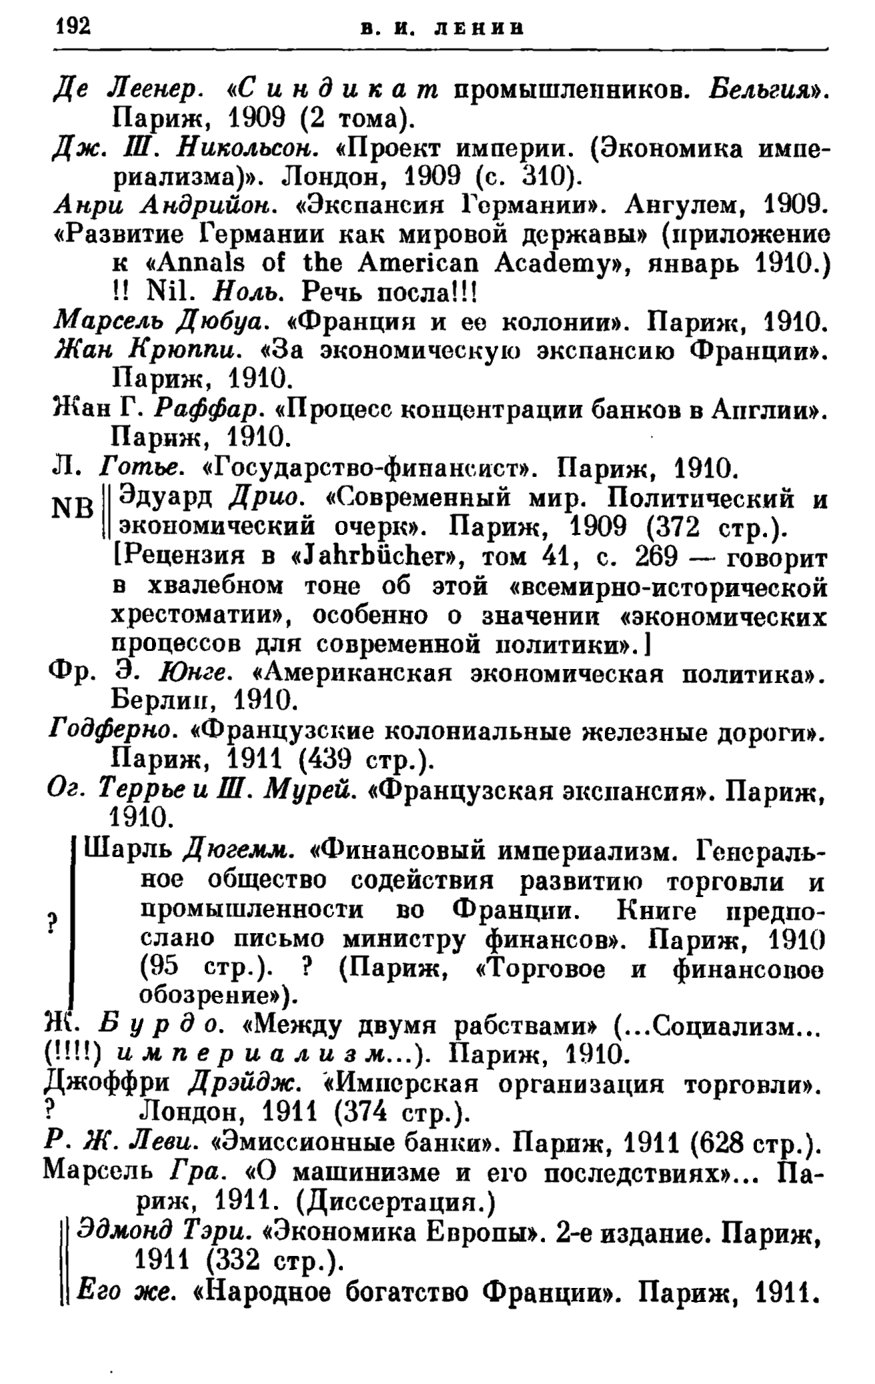 192 В. И. ЛЕНИН
Де Леенер. «Синдикат промышленников. Бельгия».
Париж, 1909 (2 тома).
Дж. Ш. Никольсон. «Проект империи. (Экономика импе-
риализма)». Лондон, 1909 (с. 310).
Анри Андрийон. «Экспансия Германии». Ангулем, 1909.
«Развитие Германии как мировой державы» (приложение
к «Annals of the American Academy», январь 1910.)
!! Nil. Ноль. Речь посла!!!
Марсель Дюбуа. «Франция и ее колонии». Париж, 1910.
Жан Крюппи. «За экономическую экспансию Франции».
Париж, 1910.
Жан Г. Раффар. «Процесс концентрации банков в Англии».
Париж, 1910.
Л. Готье. «Государство-финансист». Париж, 1910.
NB Эдуард Дрио. «Современный мир. Политический и
экономический очерк». Париж, 1909 (372 стр.).
[Рецензия в «Jahrbücher», том 41, с. 269 — говорит
в хвалебном тоне об этой «всемирно-исторической
хрестоматии», особенно о значении «экономических
процессов для современной политики».]
Фр. Э. Юнге. «Американская экономическая политика».
Берлин, 1910.
Годферно. «Французские колониальные железные дороги».
Париж, 1911 (439 стр.).
Ог. Террье и Ш. Мурей. «Французская экспансия». Париж,
1910.
Шарль Дюгемм. «Финансовый империализм. Генераль-
ное общество содействия развитию торговли и
? промышленности во Франции. Книге предпо-
слано письмо министру финансов». Париж, 1910
(95 стр.). ? (Париж, «Торговое и финансовое
обозрение»).
Ж. Бурдо. «Между двумя рабствами» (...Социализм...
(!!!!) империализм...). Париж, 1910.
Джоффри Дрэйдж. «Имперская организация торговли».
? Лондон, 1911 (374 стр.).
Р. Ж. Леви. «Эмиссионные банки». Париж, 1911 (628 стр.).
Марсель Гра. «О машинизме и его последствиях»... Па-
риж, 1911. (Диссертация.)
Эдмонд Тэри. «Экономика Европы». 2-е издание. Париж,
1911 (332 стр.).
Его же. «Народное богатство Франции». Париж, 1911.